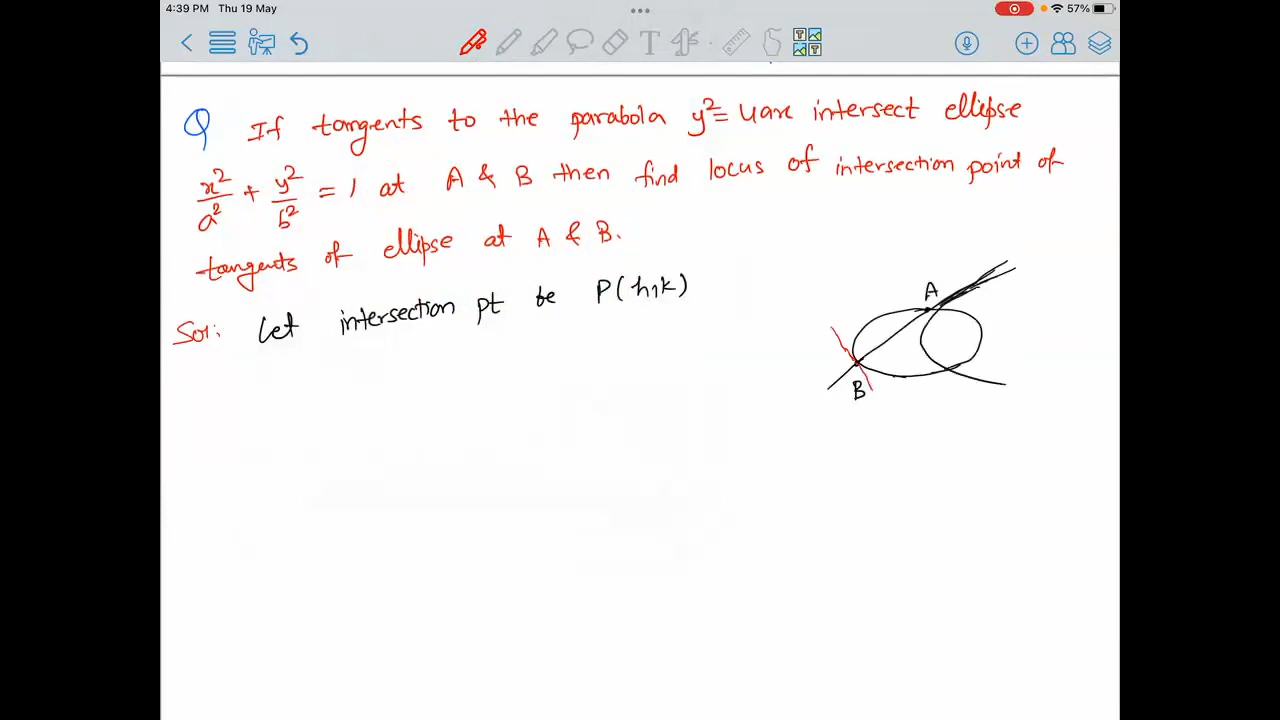 4:39 PM Thu 19 May
57%
Q If tangents to the parabola y²=4ax intersect ellipse
x²/a² + y²/b² = 1 at A & B then find locus of intersection point of
tangents of ellipse at A & B.
Sol: Let intersection pt be P(h,k)
A
B